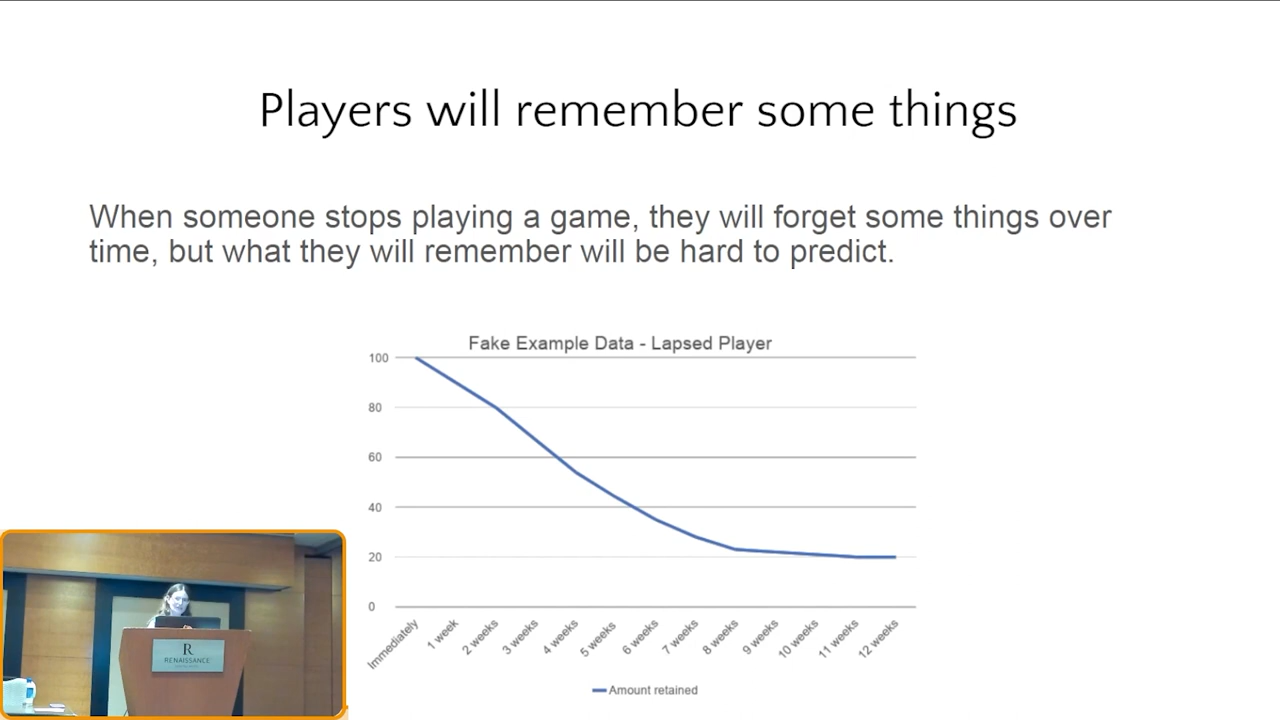 Players will remember some things
When someone stops playing a game, they will forget some things over
time, but what they will remember will be hard to predict.
Fake Example Data - Lapsed Player
100
80
60
40
20
0
Immediately
1 week
2 weeks
3 weeks
4 weeks
5 weeks
6 weeks
7 weeks
8 weeks
9 weeks
10 weeks
11 weeks
12 weeks
Amount retained
R
RENAISSANCE